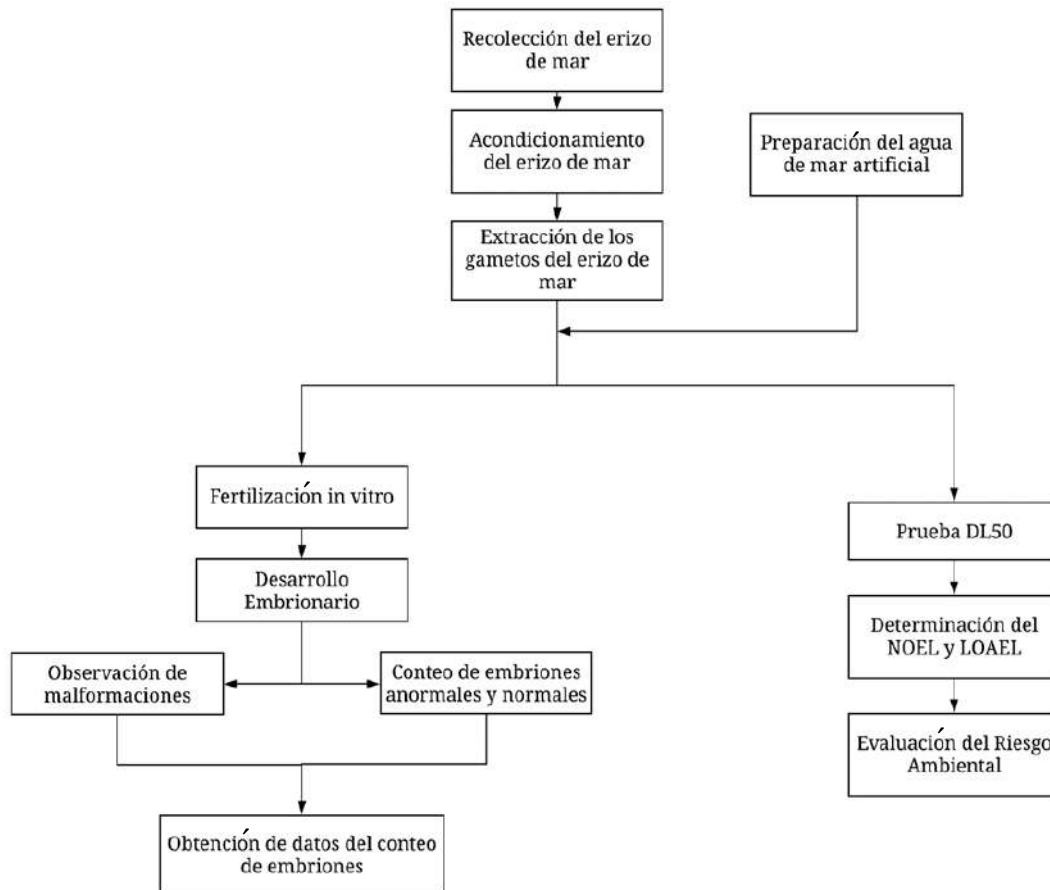 Recolección del erizo
de mar
Acondicionamiento
del erizo de mar
Preparación del agua
de mar artificial
Extracción de los
gametos del erizo de
mar
Fertilización in vitro
Prueba DL50
Desarrollo
Embrionario
Determinación del
NOEL y LOAEL
Observación de
malformaciones
Conteo de embriones
anormales y normales
Evaluación del Riesgo
Ambiental
Obtención de datos del conteo
de embriones